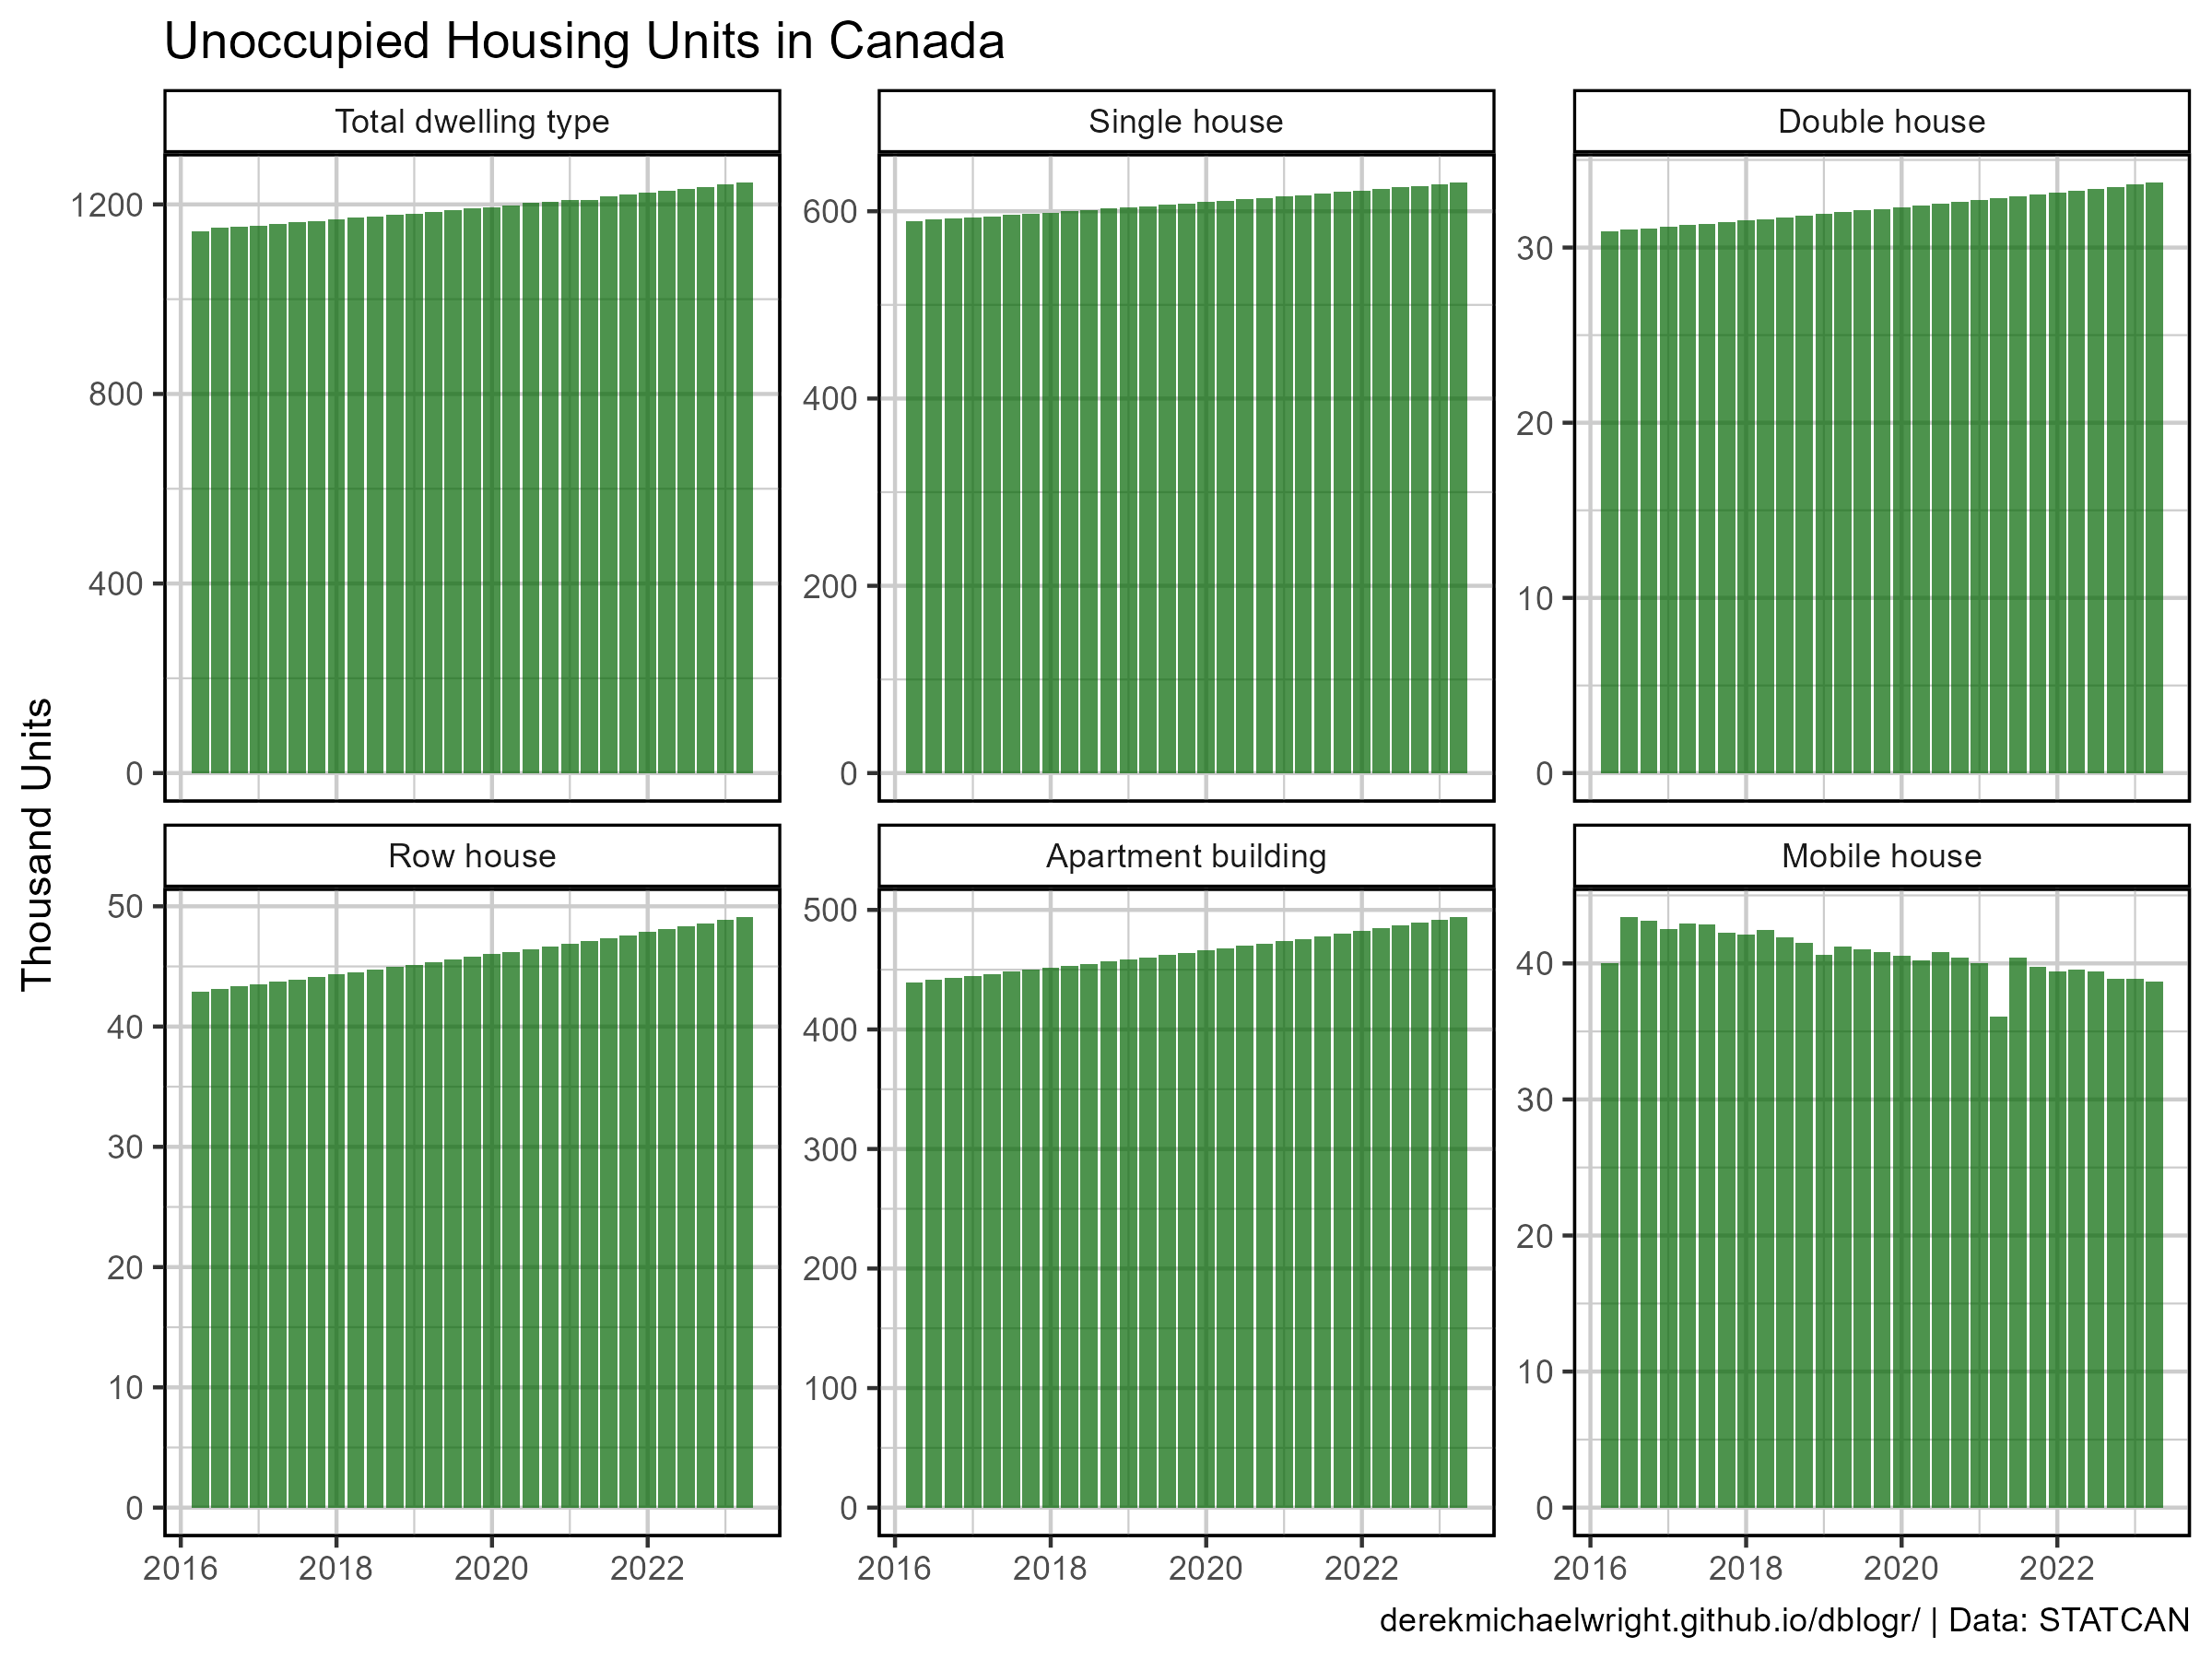 Unoccupied Housing Units in Canada
Total dwelling type
Single house
Double house
1200
800
400
0
600
400
200
0
30
20
10
0
Thousand Units
Row house
Apartment building
Mobile house
50
40
30
20
10
0
500
400
300
200
100
0
40
30
20
10
0
2016 2018 2020 2022
2016 2018 2020 2022
2016 2018 2020 2022
derekmichaelwright.github.io/dblogr/ | Data: STATCAN